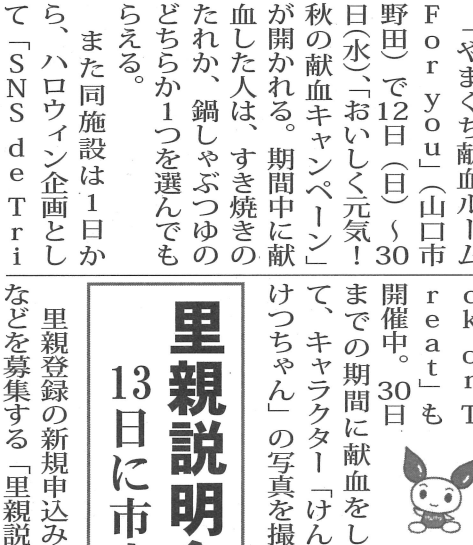 「やまぐち献血ルーム
For you」（山口市
野田）で12日（日）～30
日（水）、「おいしく元気！
秋の献血キャンペーン」
が開かれる。期間中に献
血した人は、すき焼きの
たれか、鍋しゃぶつゆの
どちらか1つを選んでも
らえる。
また同施設は1日か
ら、ハロウィン企画とし
て「SNS de Tri
ck or T
reat」も
開催中。30日
までの期間に献血をし
て、キャラクター「けん
けつちゃん」の写真を撮
里親説明
13日に市
里親登録の新規申込み
などを募集する「里親説